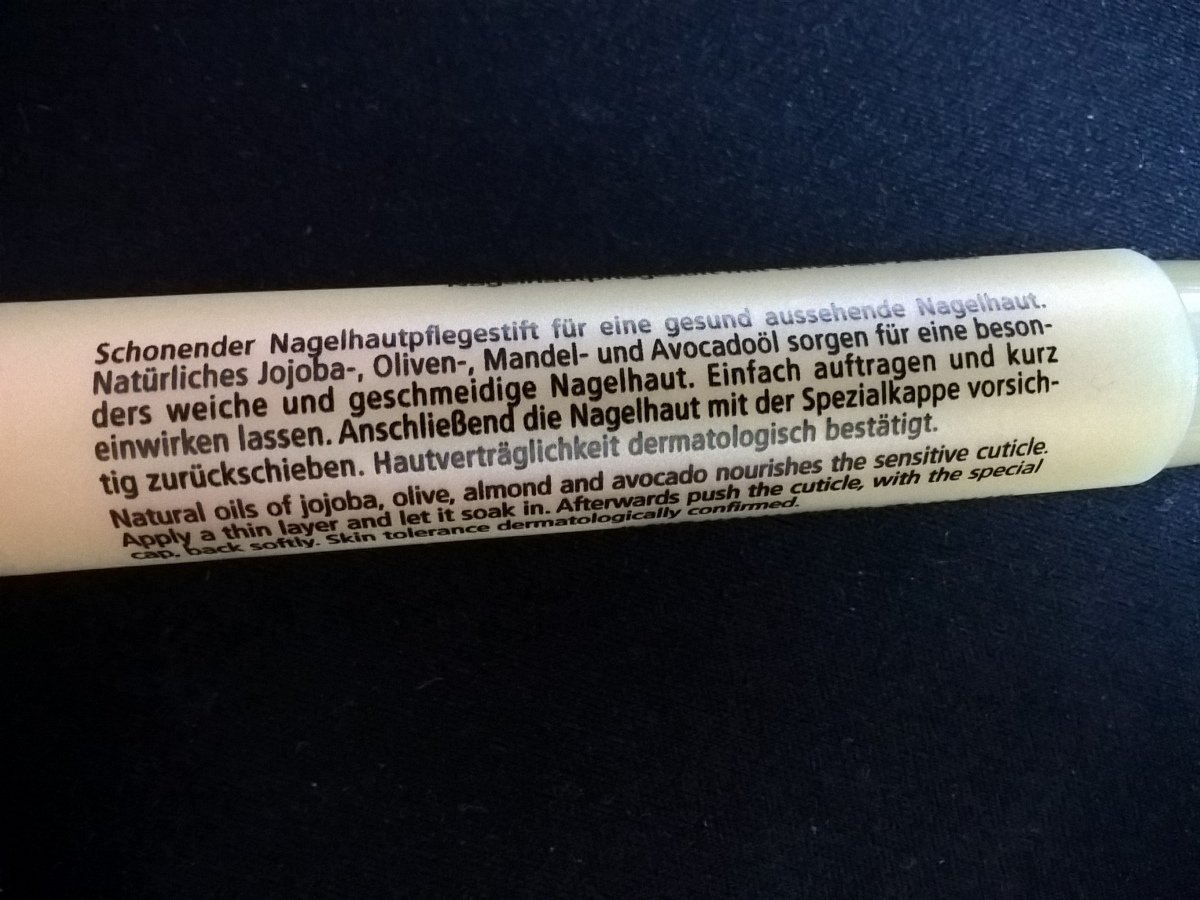 Schonender Nagelhautpflegestift für eine gesund aussehende Nagelhaut.
Natürliches Jojoba-, Oliven-, Mandel- und Avocadoöl sorgen für eine beson-
ders weiche und geschmeidige Nagelhaut. Einfach auftragen und kurz
einwirken lassen. Anschließend die Nagelhaut mit der Spezialkappe vorsich-
tig zurückschieben. Hautverträglichkeit dermatologisch bestätigt.
Natural oils of jojoba, olive, almond and avocado nourishes the sensitive cuticle.
Apply a thin layer and let it soak in. Afterwards push the cuticle, with the special
cap, back softly. Skin tolerance dermatologically confirmed.